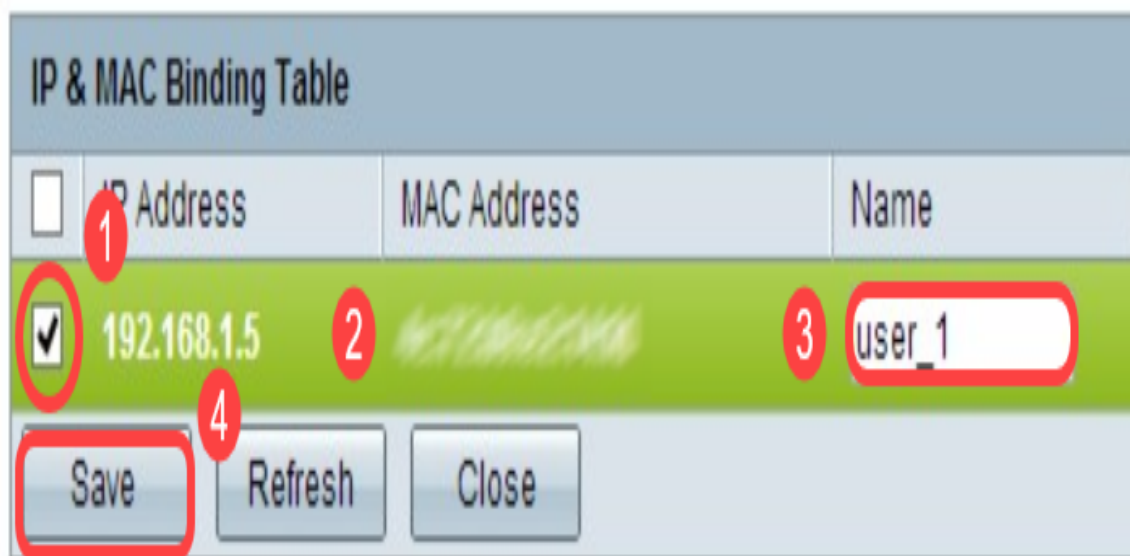 IP & MAC Binding Table
IP Address MAC Address Name
1
192.168.1.5 2 3 user_1
4
Save Refresh Close